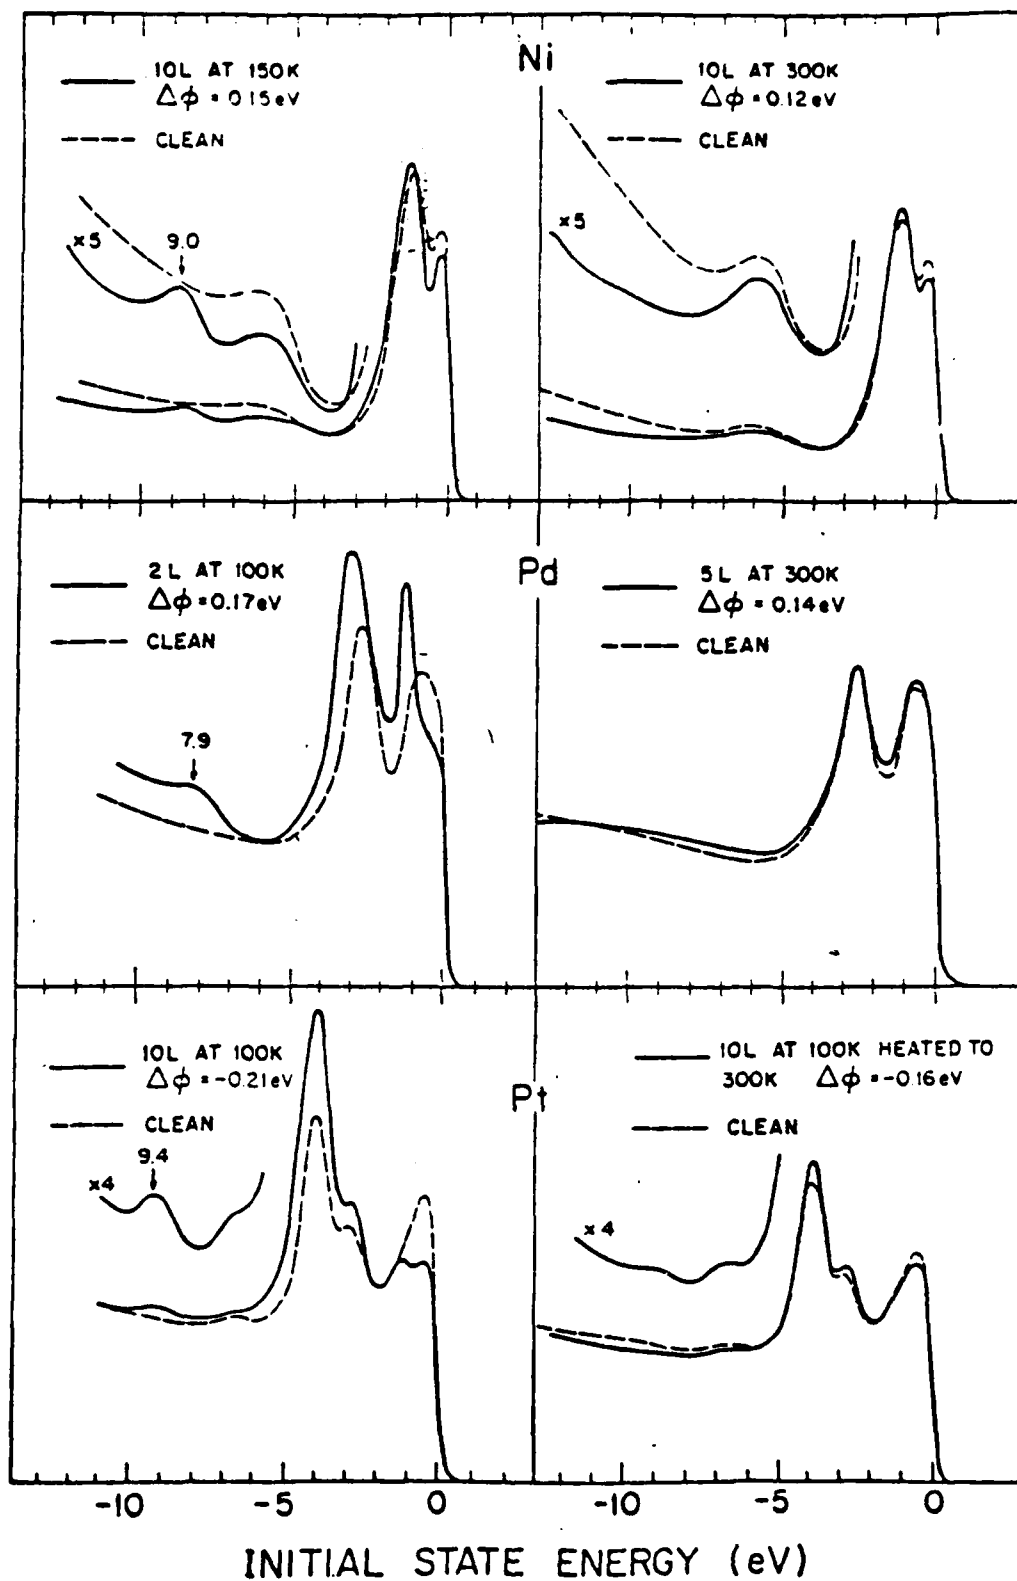 Ni
10L AT 150K
Δϕ = 0.15eV
CLEAN
x5
9.0
10L AT 300K
Δϕ = 0.12eV
CLEAN
x5
Pd
2L AT 100K
Δϕ = 0.17eV
CLEAN
7.9
5L AT 300K
Δϕ = 0.14eV
CLEAN
Pt
10L AT 100K
Δϕ = -0.21eV
CLEAN
9.4
x4
10L AT 100K HEATED TO
300K Δϕ = -0.16eV
CLEAN
x4
-10 -5 0 -10 -5 0
INITIAL STATE ENERGY (eV)